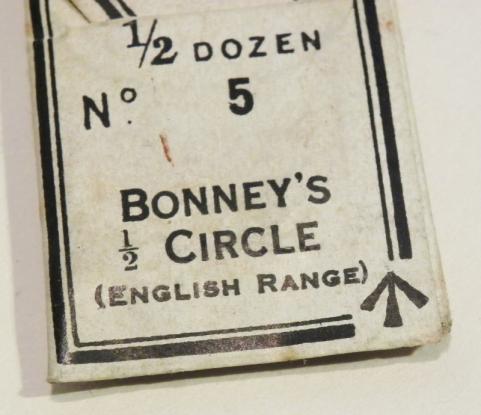 ½ DOZEN
Nº 5
BONNEY'S
½ CIRCLE
(ENGLISH RANGE)